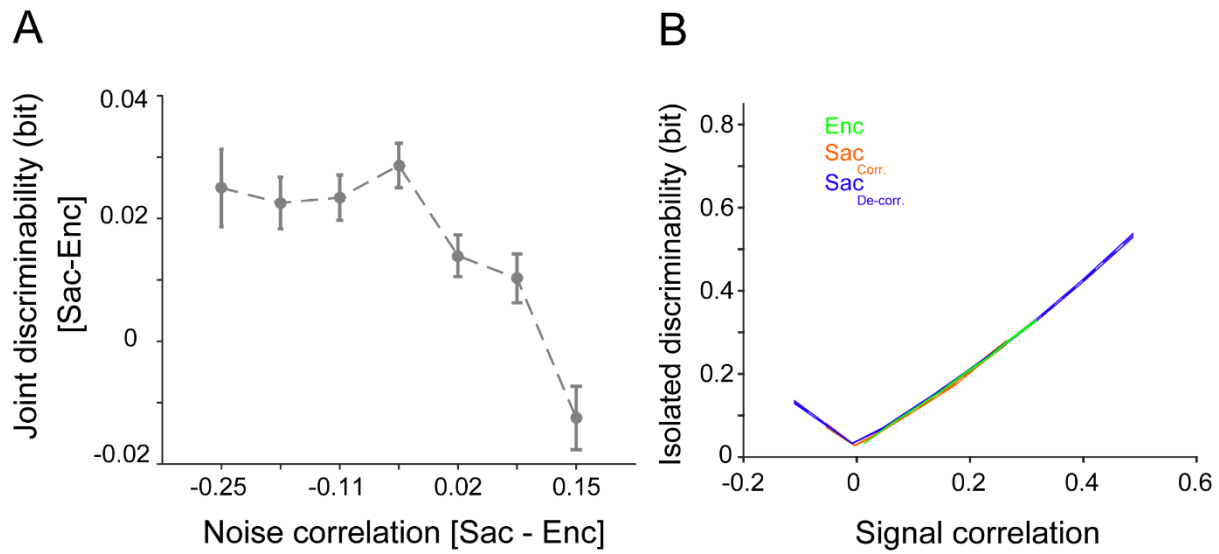 A
Joint discriminability (bit)
[Sac-Enc]
0.04
0.02
0
-0.02
-0.25
-0.11
0.02
0.15
Noise correlation [Sac - Enc]
B
Isolated discriminability (bit)
0.8
0.6
0.4
0.2
0
Enc
Sac
Corr.
Sac
De-corr.
-0.2
0
0.2
0.4
0.6
Signal correlation